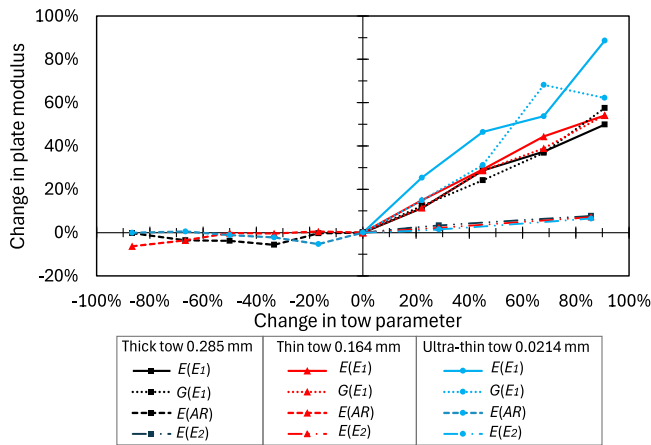 Change in plate modulus
100%
80%
60%
40%
20%
0%
-20%
-100% -80% -60% -40% -20% 0% 20% 40% 60% 80% 100%
Change in tow parameter
Thick tow 0.285 mm Thin tow 0.164 mm Ultra-thin tow 0.0214 mm
E(E₁) E(E₁) E(E₁)
G(E₁) G(E₁) G(E₁)
E(AR) E(AR) E(AR)
E(E₂) E(E₂) E(E₂)